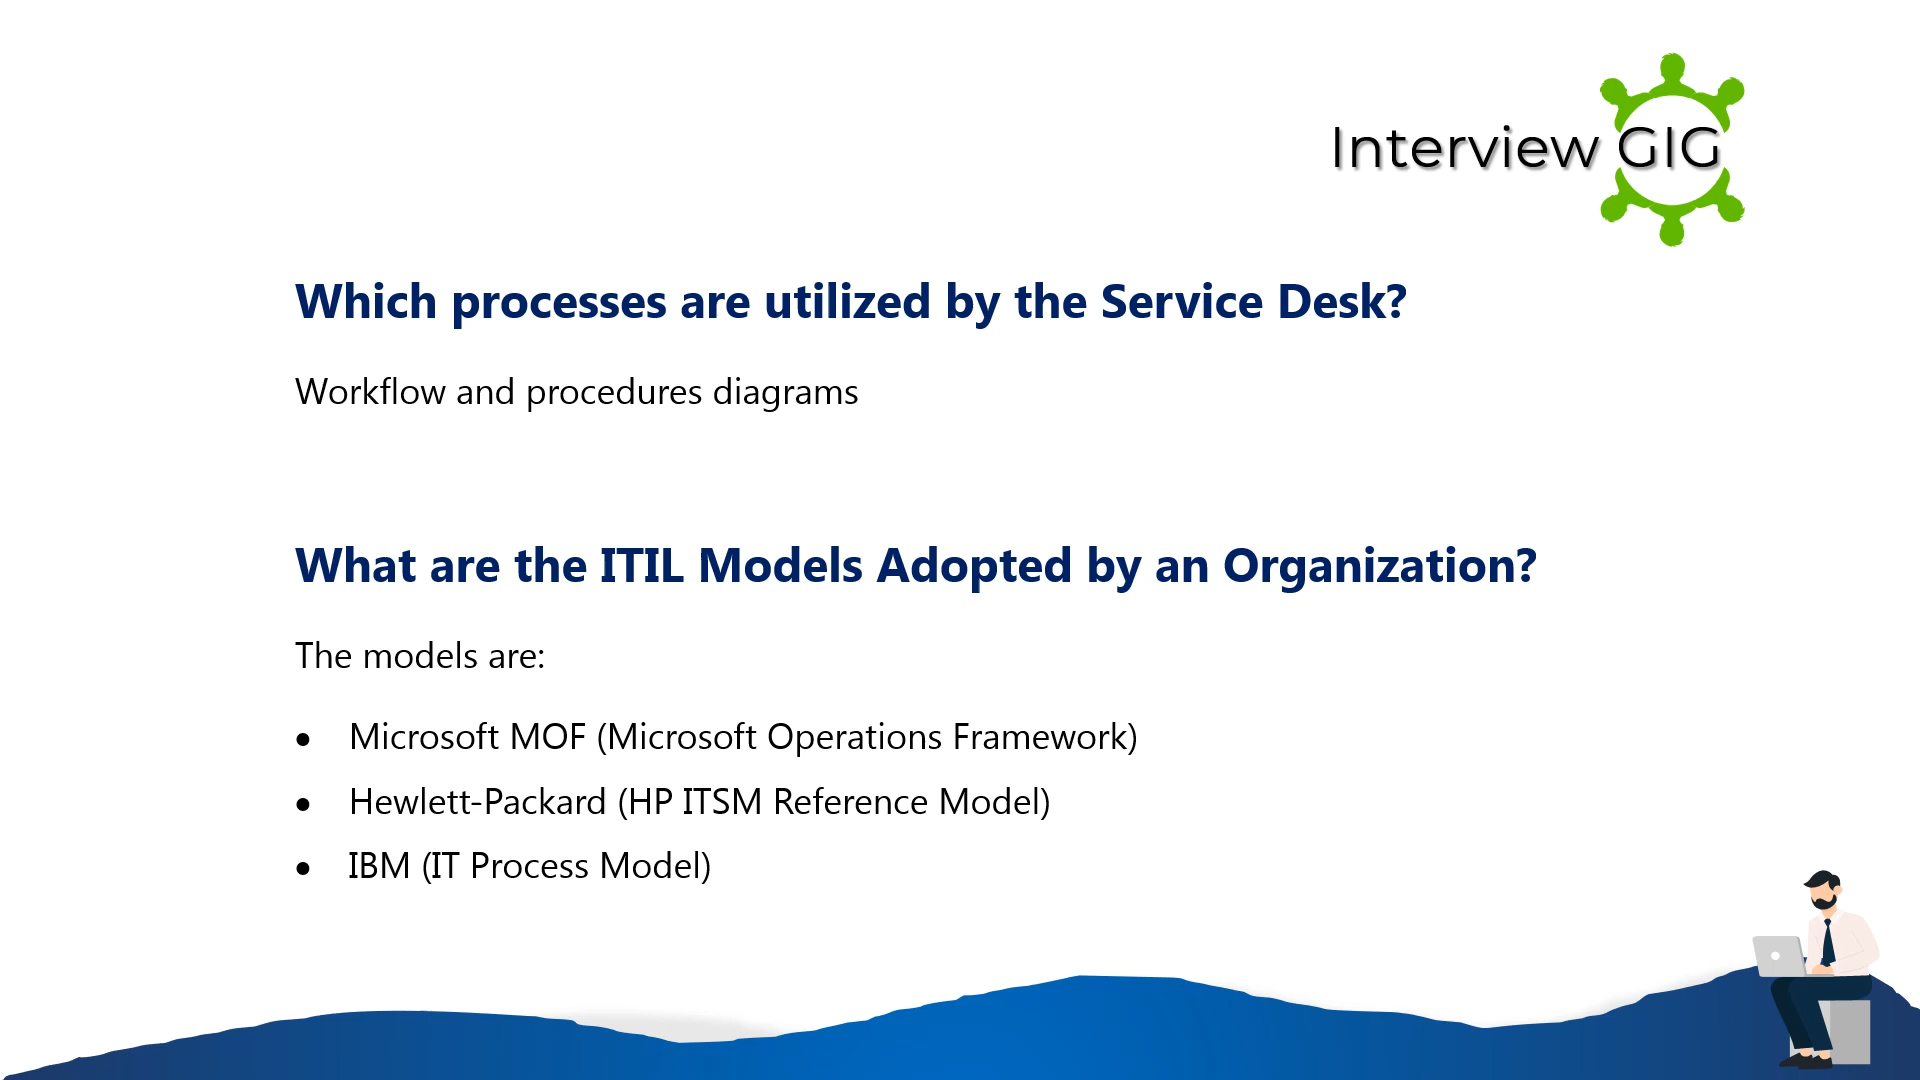 Interview GIG
Which processes are utilized by the Service Desk?
Workflow and procedures diagrams
What are the ITIL Models Adopted by an Organization?
The models are:
• Microsoft MOF (Microsoft Operations Framework)
• Hewlett-Packard (HP ITSM Reference Model)
• IBM (IT Process Model)